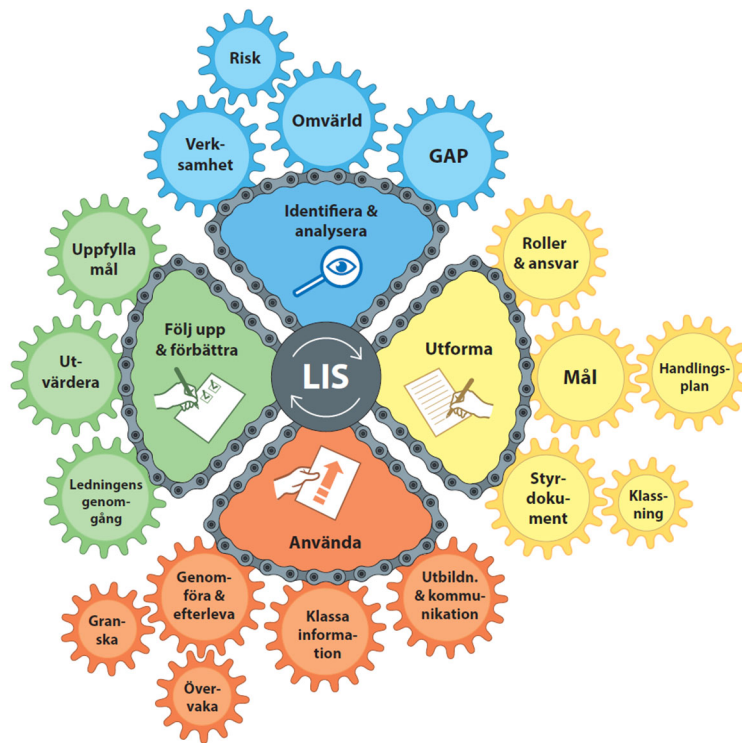 Risk
Omvärld
Verk-
samhet
GAP
Identifiera &
analysera
Uppfylla
mål
Roller
& ansvar
Följ upp
& förbättra
Utforma
LIS
Ut-
värdera
Mål
Handlings-
plan
Ledningens
genom-
gång
Styr-
doku-
ment
Klass-
ning
Använda
Genom-
föra &
efterleva
Utbildn.
& kommu-
nikation
Klassa
informa-
tion
Gran-
ska
Över-
vaka